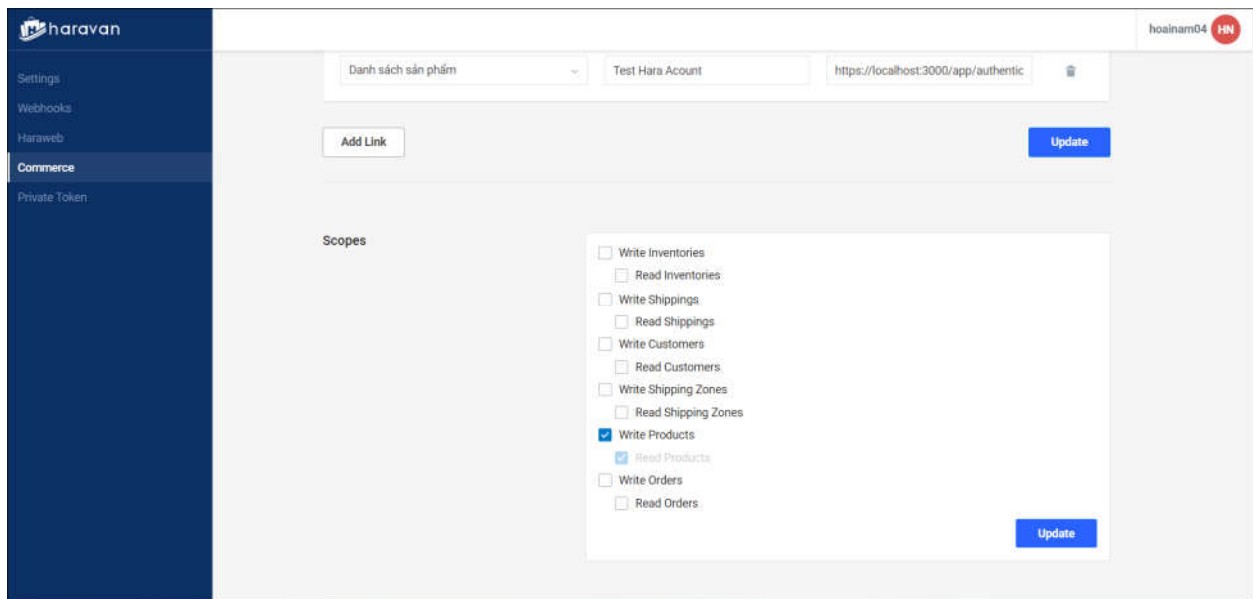 haravan
hoainam04 HN
Settings
Webhooks
Haraweb
Commerce
Private Token
Danh sách sản phẩm
Test Hara Acount
https://localhost:3000/app/authentic
Add Link
Update
Scopes
Write Inventories
Read Inventories
Write Shippings
Read Shippings
Write Customers
Read Customers
Write Shipping Zones
Read Shipping Zones
Write Products
Read Products
Write Orders
Read Orders
Update